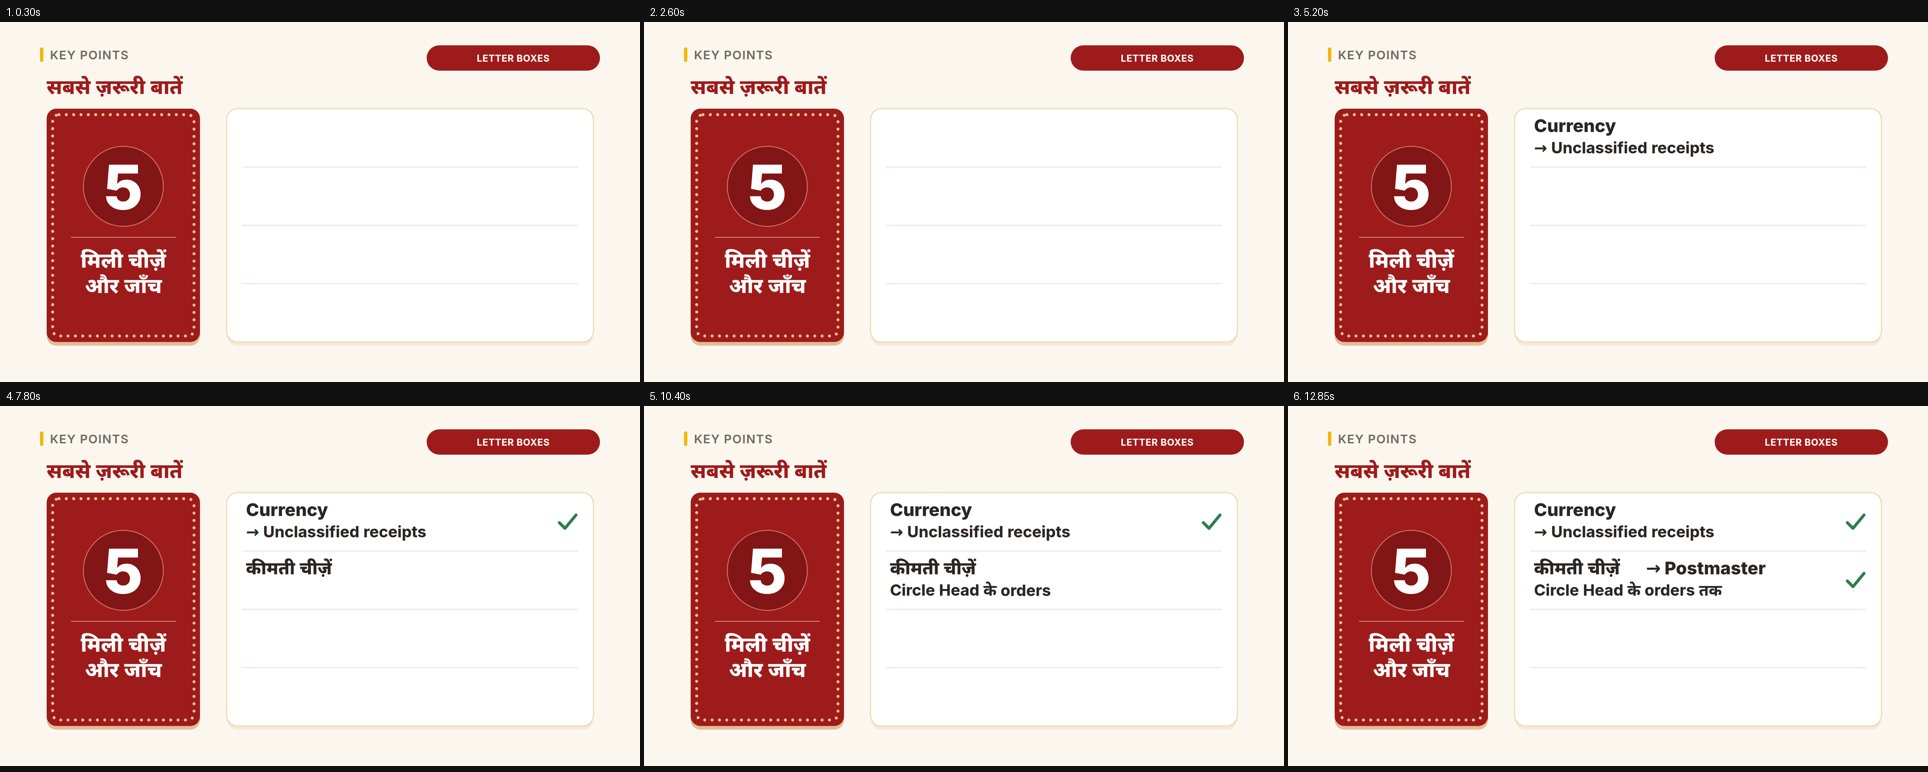 1. 0.30s
KEY POINTS
LETTER BOXES
सबसे ज़रूरी बातें
5
मिली चीज़ें
और जाँच
2. 2.60s
KEY POINTS
LETTER BOXES
सबसे ज़रूरी बातें
5
मिली चीज़ें
और जाँच
3. 5.20s
KEY POINTS
LETTER BOXES
सबसे ज़रूरी बातें
5
मिली चीज़ें
और जाँच
Currency
→ Unclassified receipts
4. 7.80s
KEY POINTS
LETTER BOXES
सबसे ज़रूरी बातें
5
मिली चीज़ें
और जाँच
Currency
→ Unclassified receipts
कीमती चीज़ें
5. 10.40s
KEY POINTS
LETTER BOXES
सबसे ज़रूरी बातें
5
मिली चीज़ें
और जाँच
Currency
→ Unclassified receipts
कीमती चीज़ें
Circle Head के orders
6. 12.85s
KEY POINTS
LETTER BOXES
सबसे ज़रूरी बातें
5
मिली चीज़ें
और जाँच
Currency
→ Unclassified receipts
कीमती चीज़ें → Postmaster
Circle Head के orders तक